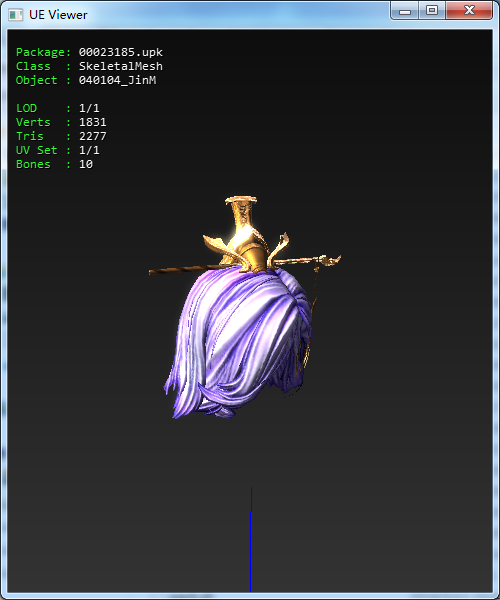 UE Viewer
Package: 00023185.upk
Class  : SkeletalMesh
Object : 040104_JinM
LOD    : 1/1
Verts  : 1831
Tris   : 2277
UV Set : 1/1
Bones  : 10